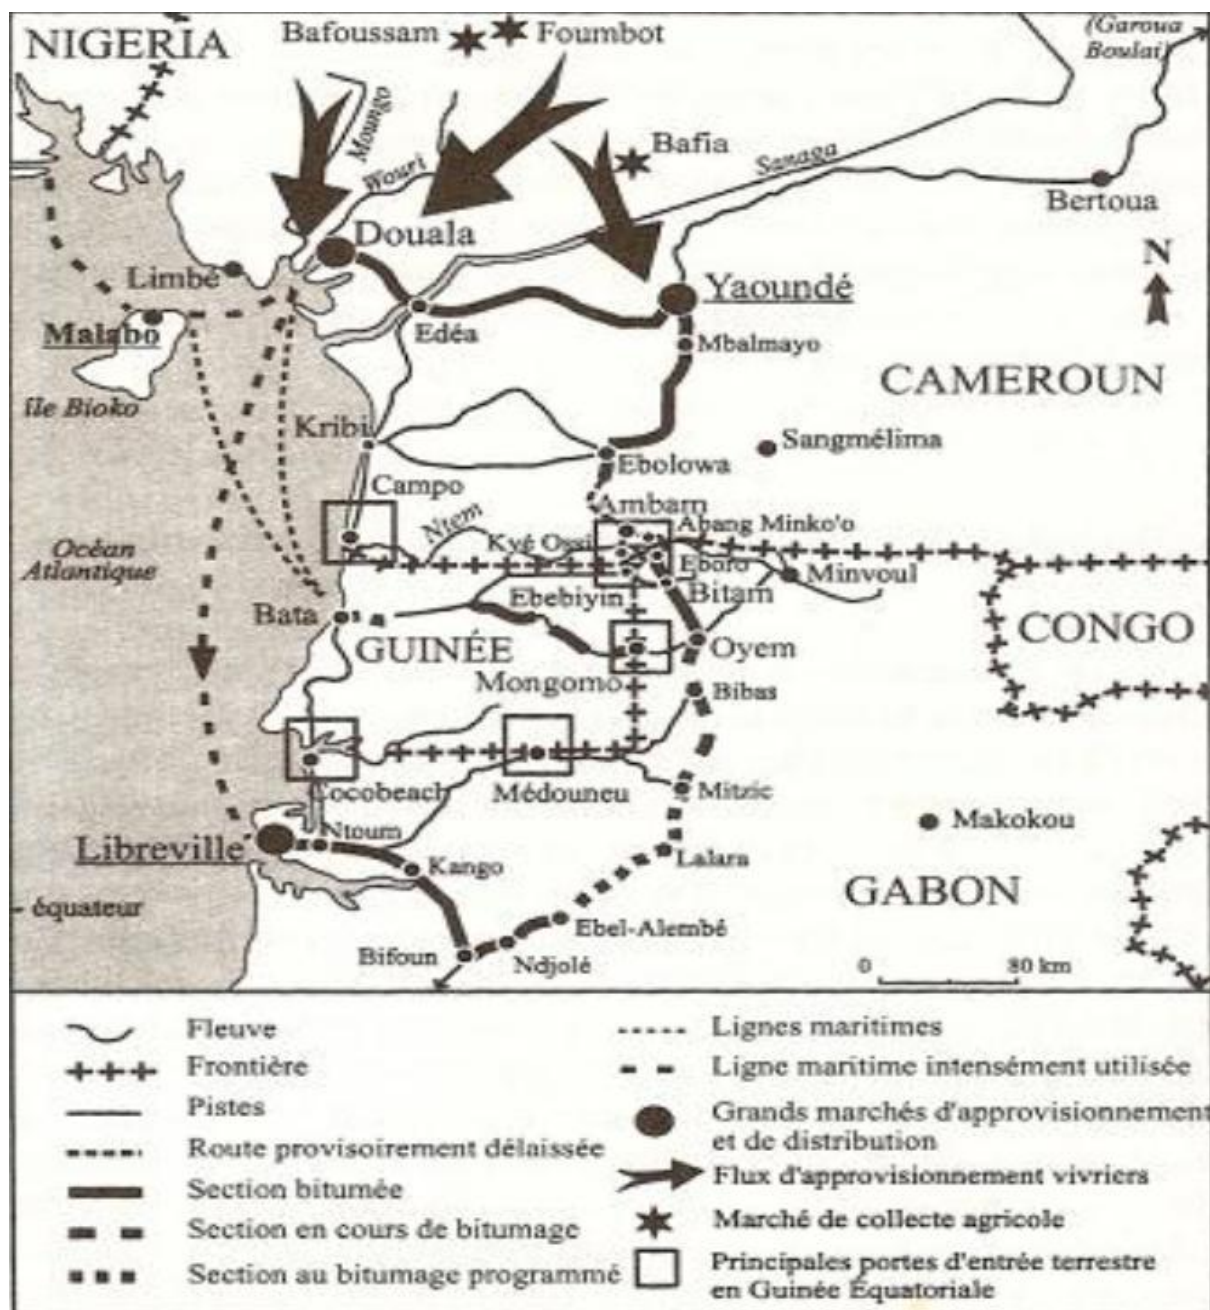 NIGERIA
Bafoussam
Foumbot
(Garoua
Boulai)
Moungo
Wouri
Bafia
Sanaga
Bertoua
Douala
N
Limbé
Yaoundé
Malabo
Edéa
Mbalmayo
CAMEROUN
île Bioko
Kribi
Sangmélima
Ebolowa
Campo
Ntem
Ambam
Abang Minko'o
Kyé Ossi
Océan
Atlantique
Eboro
Minvoul
Ebebiyin
Bitam
Bata
GUINÉE
CONGO
Oyem
Mongomo
Bibas
Cocobeach
Médouneu
Mitzic
Libreville
Ntoum
Makokou
Kango
Lalara
GABON
- équateur
Ebel-Alembé
Bifoun
Ndjolé
0 80 km
Fleuve
Frontière
Pistes
Route provisoirement délaissée
Section bitumée
Section en cours de bitumage
Section au bitumage programmé
Lignes maritimes
Ligne maritime intensément utilisée
Grands marchés d'approvisionnement
et de distribution
Flux d'approvisionnement vivriers
Marché de collecte agricole
Principales portes d'entrée terrestre
en Guinée Équatoriale